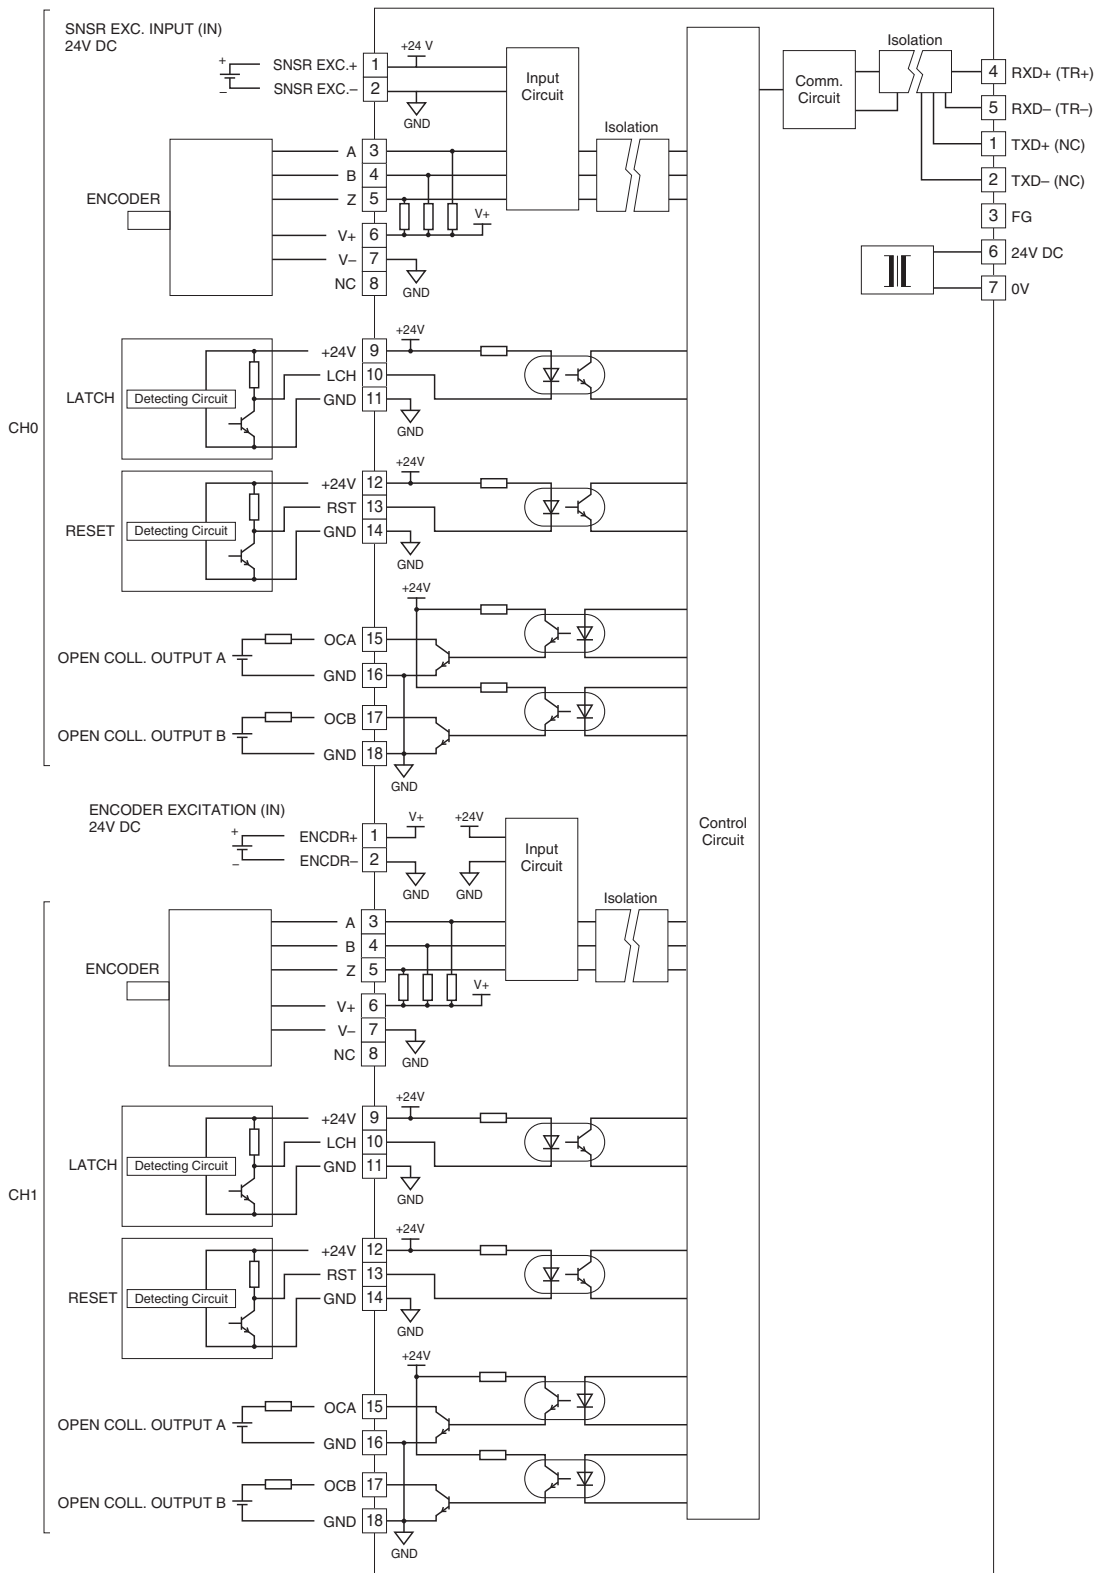 SNSR EXC. INPUT (IN)
24V DC
+
–
SNSR EXC.+ 1 +24 V
SNSR EXC.– 2
GND
Input
Circuit
Isolation
ENCODER
A 3
B 4
Z 5
V+
V+ 6
V– 7
NC 8
GND
Comm.
Circuit
Isolation
4 RXD+ (TR+)
5 RXD– (TR–)
1 TXD+ (NC)
2 TXD– (NC)
3 FG
6 24V DC
7 0V
CH0
LATCH
Detecting Circuit
+24V 9 +24V
LCH 10
GND 11
GND
RESET
Detecting Circuit
+24V 12 +24V
RST 13
GND 14
GND
+24V
OPEN COLL. OUTPUT A
OCA 15
GND 16
OPEN COLL. OUTPUT B
OCB 17
GND 18
GND
Control
Circuit
ENCODER EXCITATION (IN)
24V DC
+
–
ENCDR+ 1 V+ +24V
ENCDR– 2
GND GND
Input
Circuit
Isolation
CH1
ENCODER
A 3
B 4
Z 5
V+
V+ 6
V– 7
NC 8
GND
LATCH
Detecting Circuit
+24V 9 +24V
LCH 10
GND 11
GND
RESET
Detecting Circuit
+24V 12 +24V
RST 13
GND 14
GND
+24V
OPEN COLL. OUTPUT A
OCA 15
GND 16
OPEN COLL. OUTPUT B
OCB 17
GND 18
GND